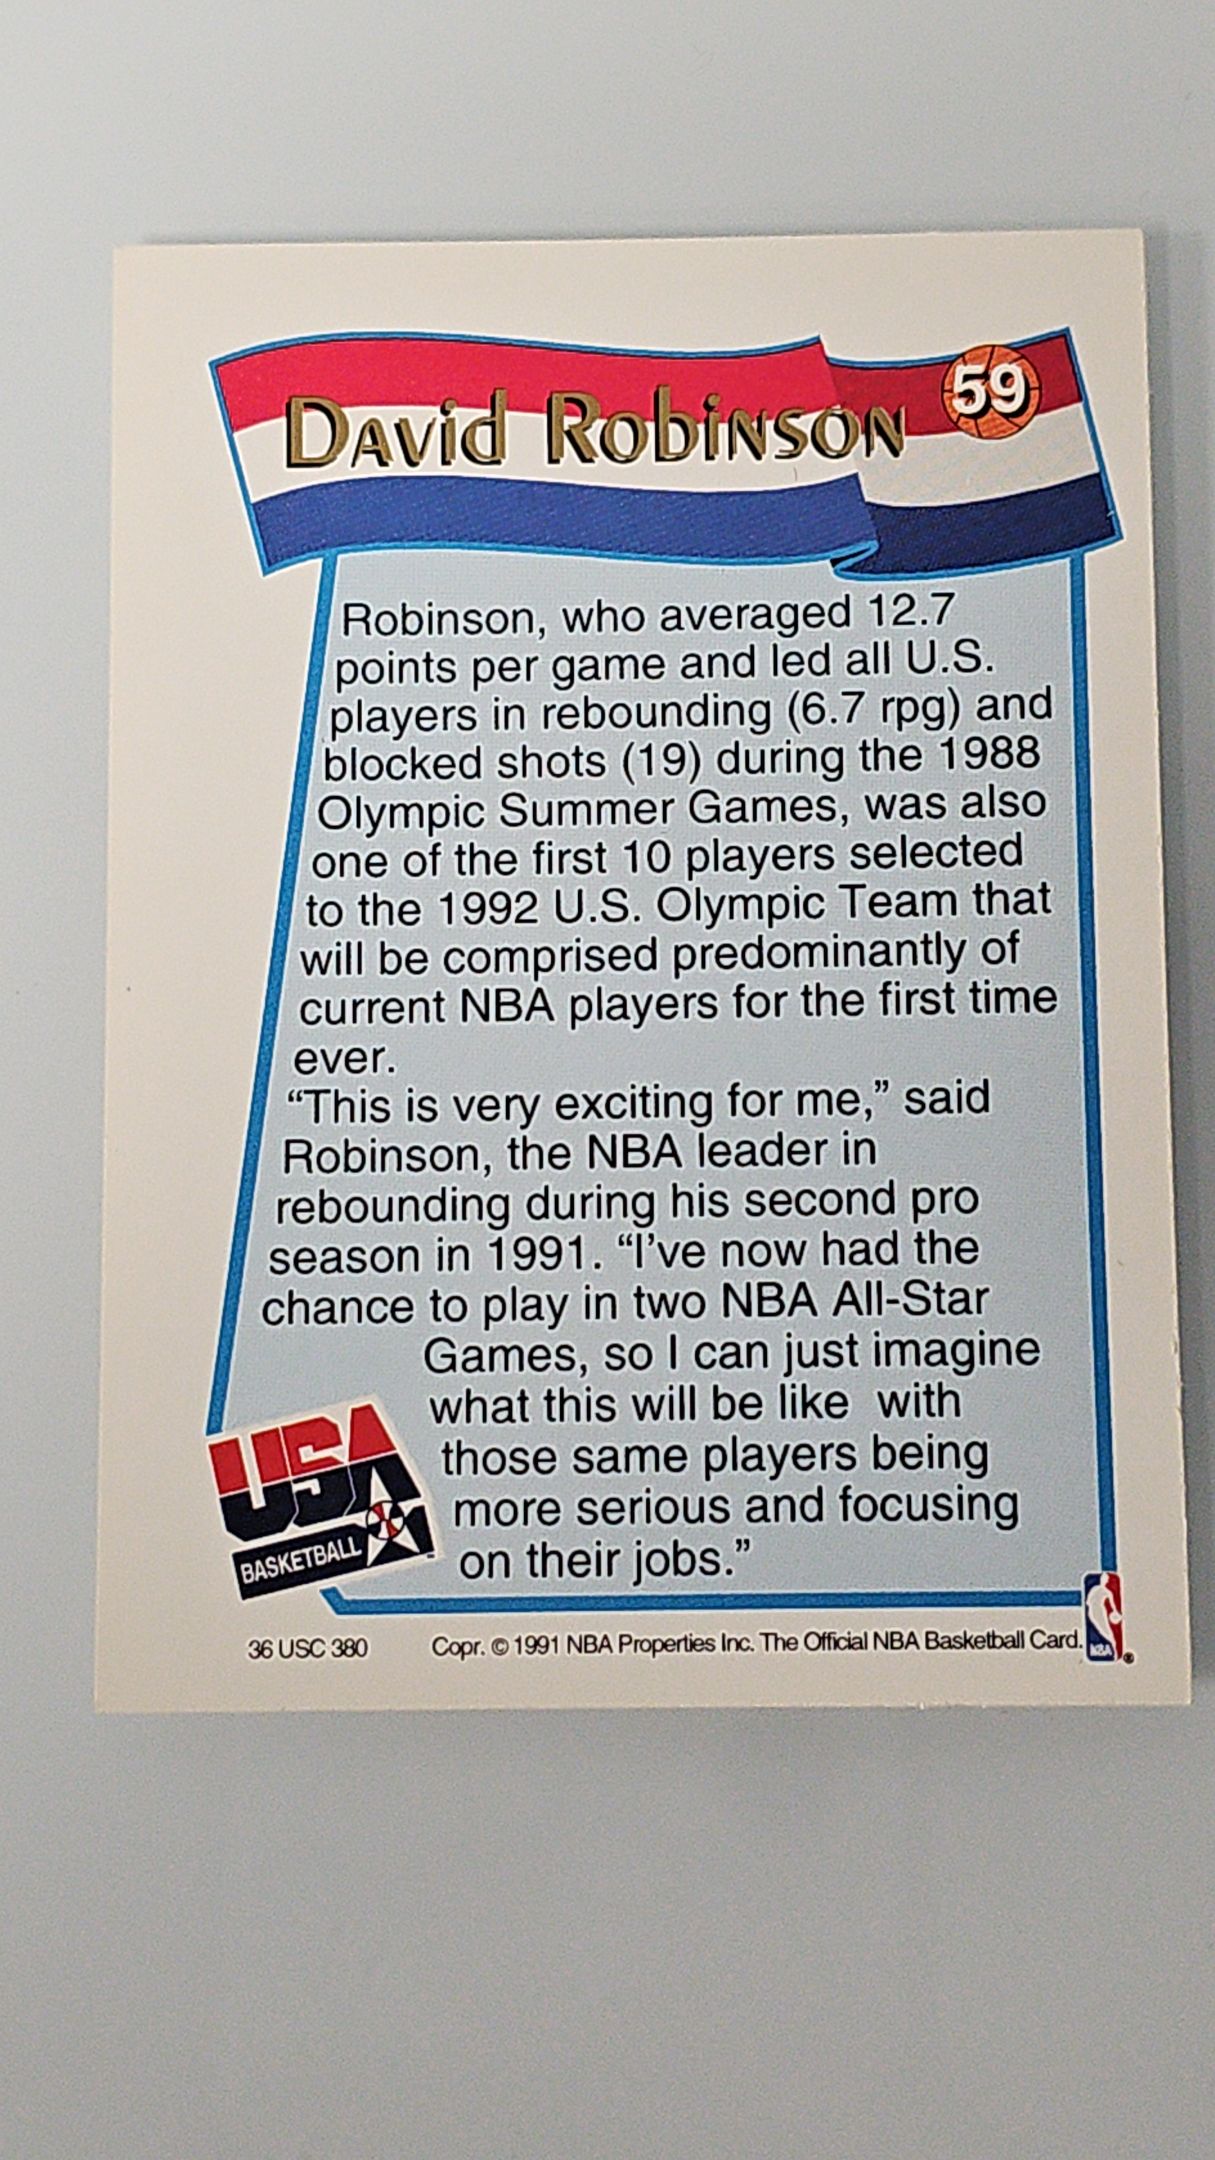 David Robinson
59
Robinson, who averaged 12.7
points per game and led all U.S.
players in rebounding (6.7 rpg) and
blocked shots (19) during the 1988
Olympic Summer Games, was also
one of the first 10 players selected
to the 1992 U.S. Olympic Team that
will be comprised predominantly of
current NBA players for the first time
ever.
“This is very exciting for me,” said
Robinson, the NBA leader in
rebounding during his second pro
season in 1991. “I’ve now had the
chance to play in two NBA All-Star
Games, so I can just imagine
what this will be like with
those same players being
more serious and focusing
on their jobs.”
USA
BASKETBALL
36 USC 380
Copr. © 1991 NBA Properties Inc. The Official NBA Basketball Card.
NBA ®